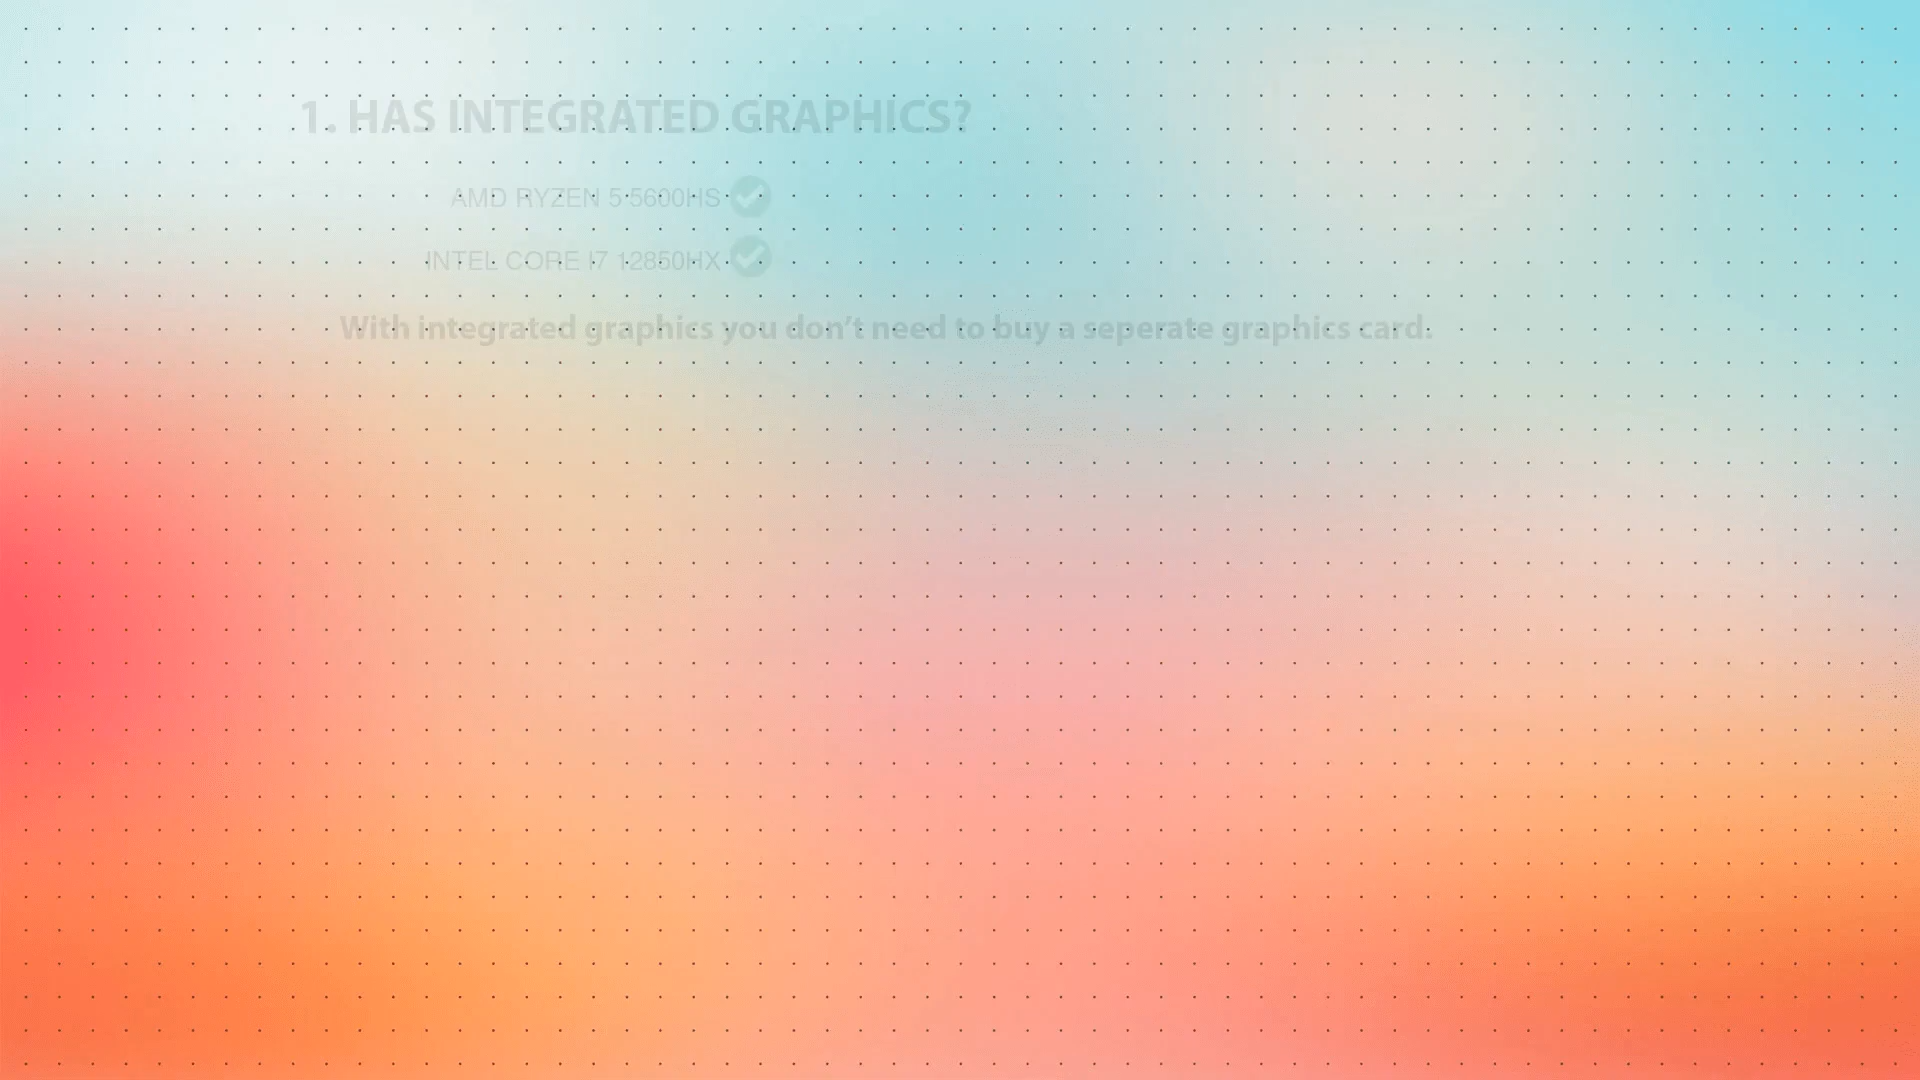 1. HAS INTEGRATED GRAPHICS?
AMD RYZEN 5 5600HS
INTEL CORE I7 12850HX
With integrated graphics you don’t need to buy a seperate graphics card.